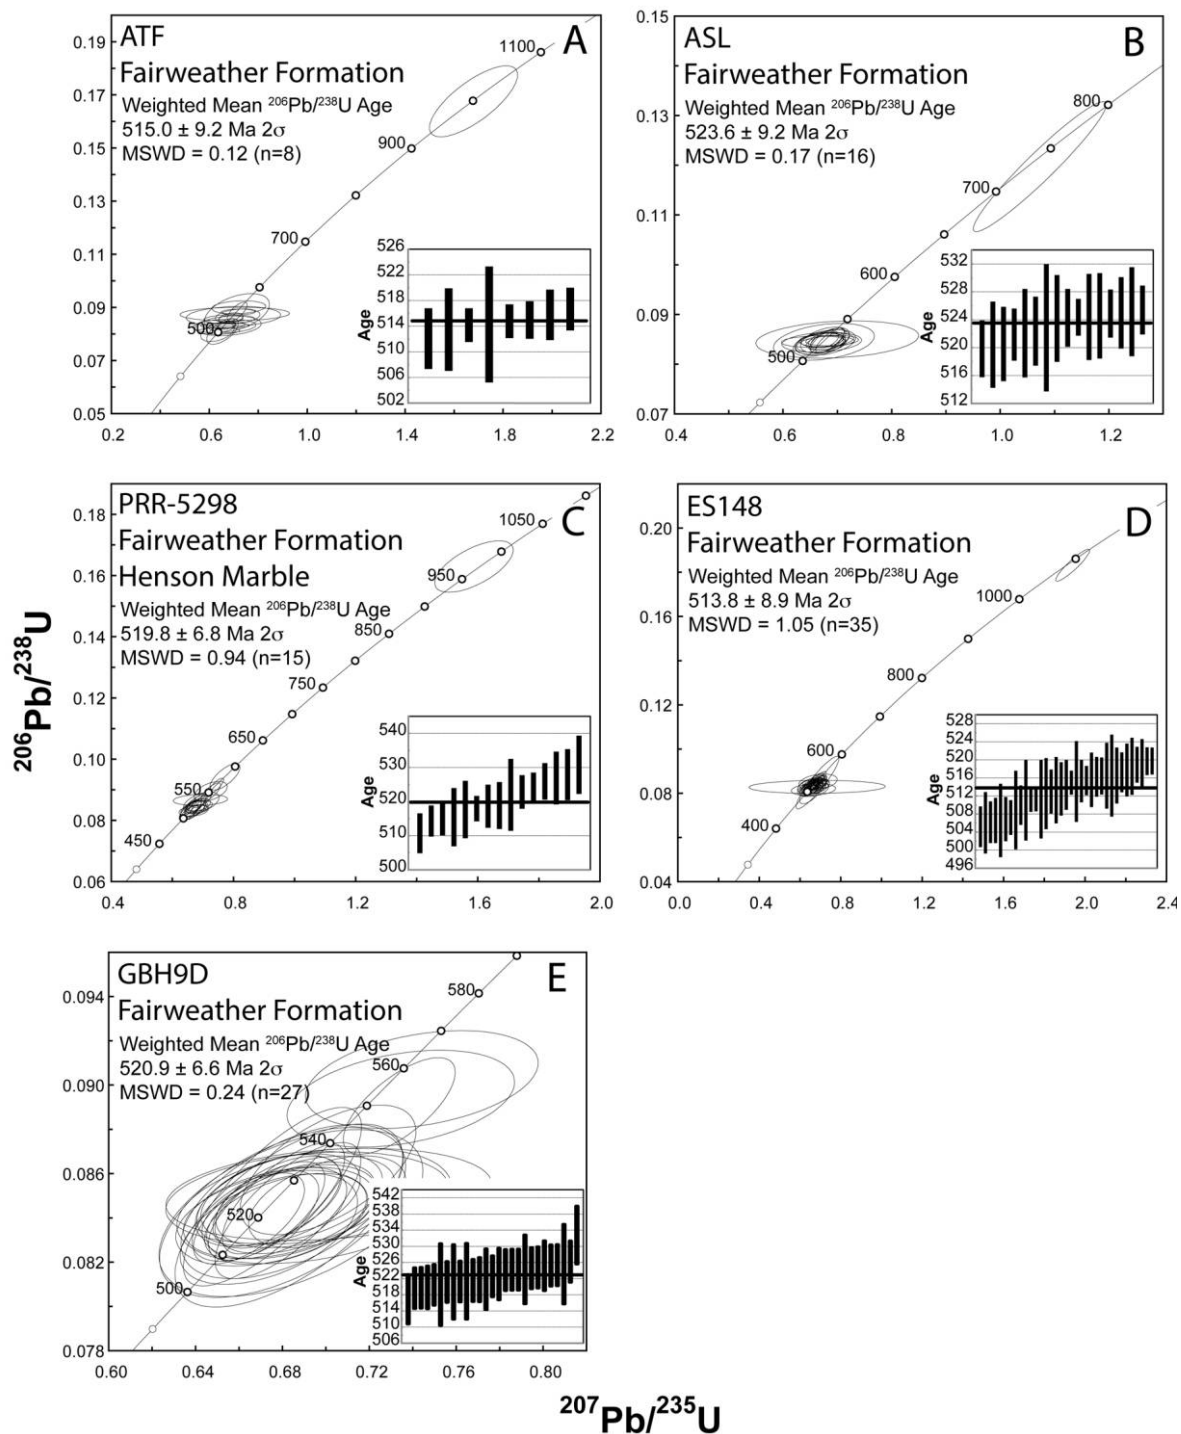 ATF
A
Fairweather Formation
Weighted Mean ²⁰⁶Pb/²³⁸U Age
515.0 ± 9.2 Ma 2σ
MSWD = 0.12 (n=8)
0.19
0.17
0.15
0.13
0.11
0.09
0.07
0.05
0.2 0.6 1.0 1.4 1.8 2.2
500
700
900
1100
Age
526
522
518
514
510
506
502
ASL
B
Fairweather Formation
Weighted Mean ²⁰⁶Pb/²³⁸U Age
523.6 ± 9.2 Ma 2σ
MSWD = 0.17 (n=16)
0.15
0.13
0.11
0.09
0.07
0.4 0.6 0.8 1.0 1.2
500
600
700
800
Age
532
528
524
520
516
512
PRR-5298
C
Fairweather Formation
Henson Marble
Weighted Mean ²⁰⁶Pb/²³⁸U Age
519.8 ± 6.8 Ma 2σ
MSWD = 0.94 (n=15)
0.18
0.16
0.14
0.12
0.10
0.08
0.06
0.4 0.8 1.2 1.6 2.0
450
550
650
750
850
950
1050
Age
540
530
520
510
500
ES148
D
Fairweather Formation
Weighted Mean ²⁰⁶Pb/²³⁸U Age
513.8 ± 8.9 Ma 2σ
MSWD = 1.05 (n=35)
0.20
0.16
0.12
0.08
0.04
0.0 0.4 0.8 1.2 1.6 2.0 2.4
400
600
800
1000
Age
528
524
520
516
512
508
504
500
496
GBH9D
E
Fairweather Formation
Weighted Mean ²⁰⁶Pb/²³⁸U Age
520.9 ± 6.6 Ma 2σ
MSWD = 0.24 (n=27)
0.094
0.090
0.086
0.082
0.078
0.60 0.64 0.68 0.72 0.76 0.80
500
520
540
560
580
Age
542
538
534
530
526
522
518
514
510
506
²⁰⁶Pb/²³⁸U
²⁰⁷Pb/²³⁵U